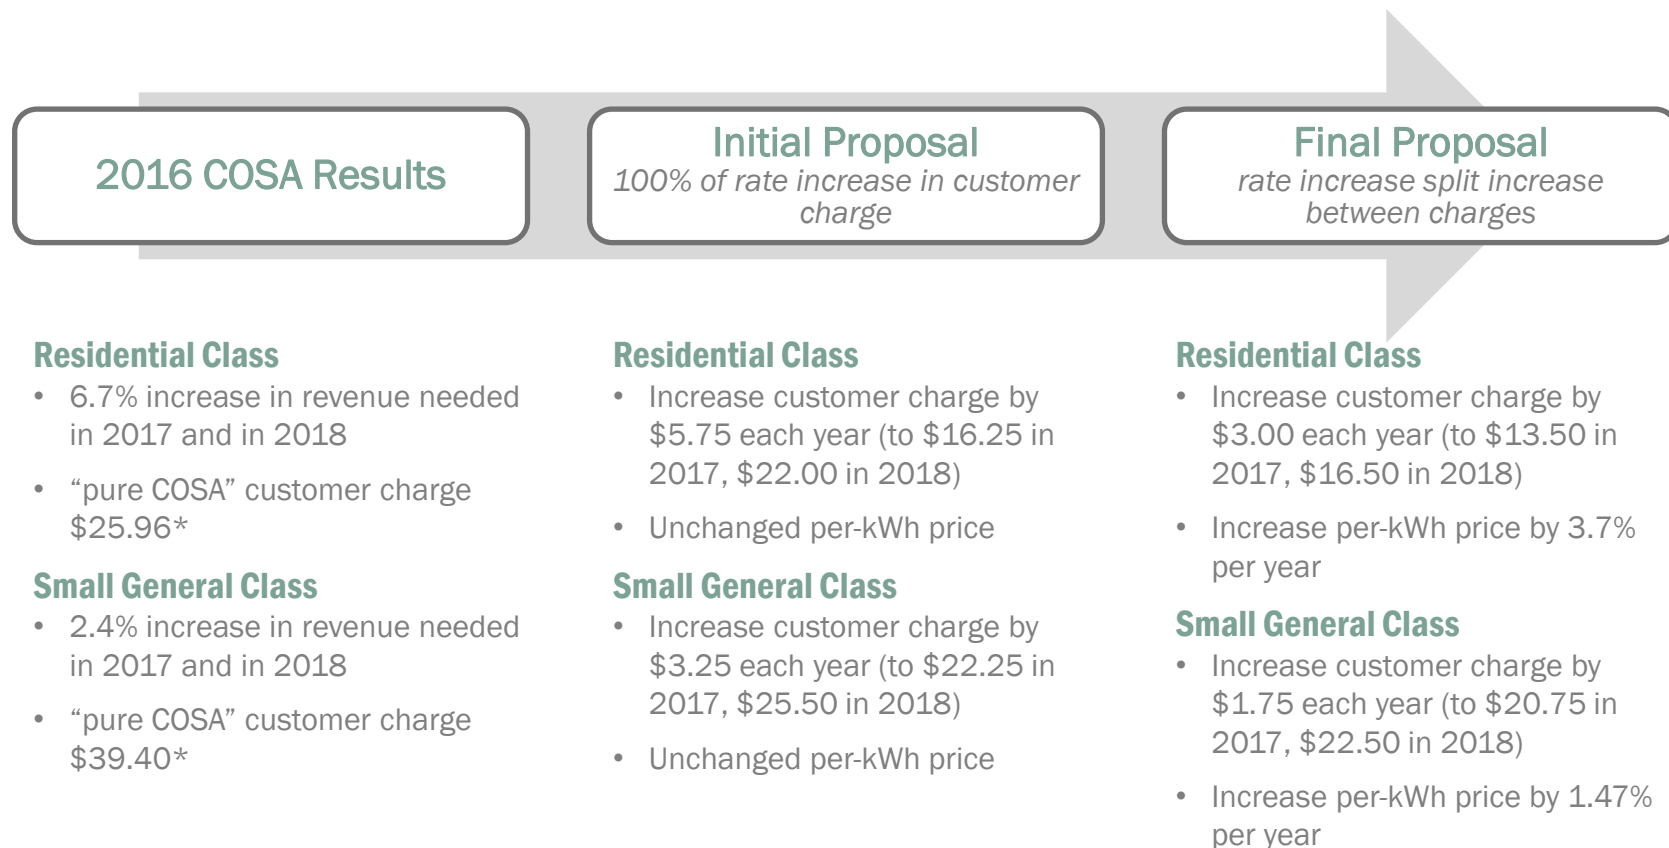 2016 COSA Results
Initial Proposal
100% of rate increase in customer
charge
Final Proposal
rate increase split increase
between charges
Residential Class
• 6.7% increase in revenue needed
in 2017 and in 2018
• “pure COSA” customer charge
$25.96*
Small General Class
• 2.4% increase in revenue needed
in 2017 and in 2018
• “pure COSA” customer charge
$39.40*
Residential Class
• Increase customer charge by
$5.75 each year (to $16.25 in
2017, $22.00 in 2018)
• Unchanged per-kWh price
Small General Class
• Increase customer charge by
$3.25 each year (to $22.25 in
2017, $25.50 in 2018)
• Unchanged per-kWh price
Residential Class
• Increase customer charge by
$3.00 each year (to $13.50 in
2017, $16.50 in 2018)
• Increase per-kWh price by 3.7%
per year
Small General Class
• Increase customer charge by
$1.75 each year (to $20.75 in
2017, $22.50 in 2018)
• Increase per-kWh price by 1.47%
per year